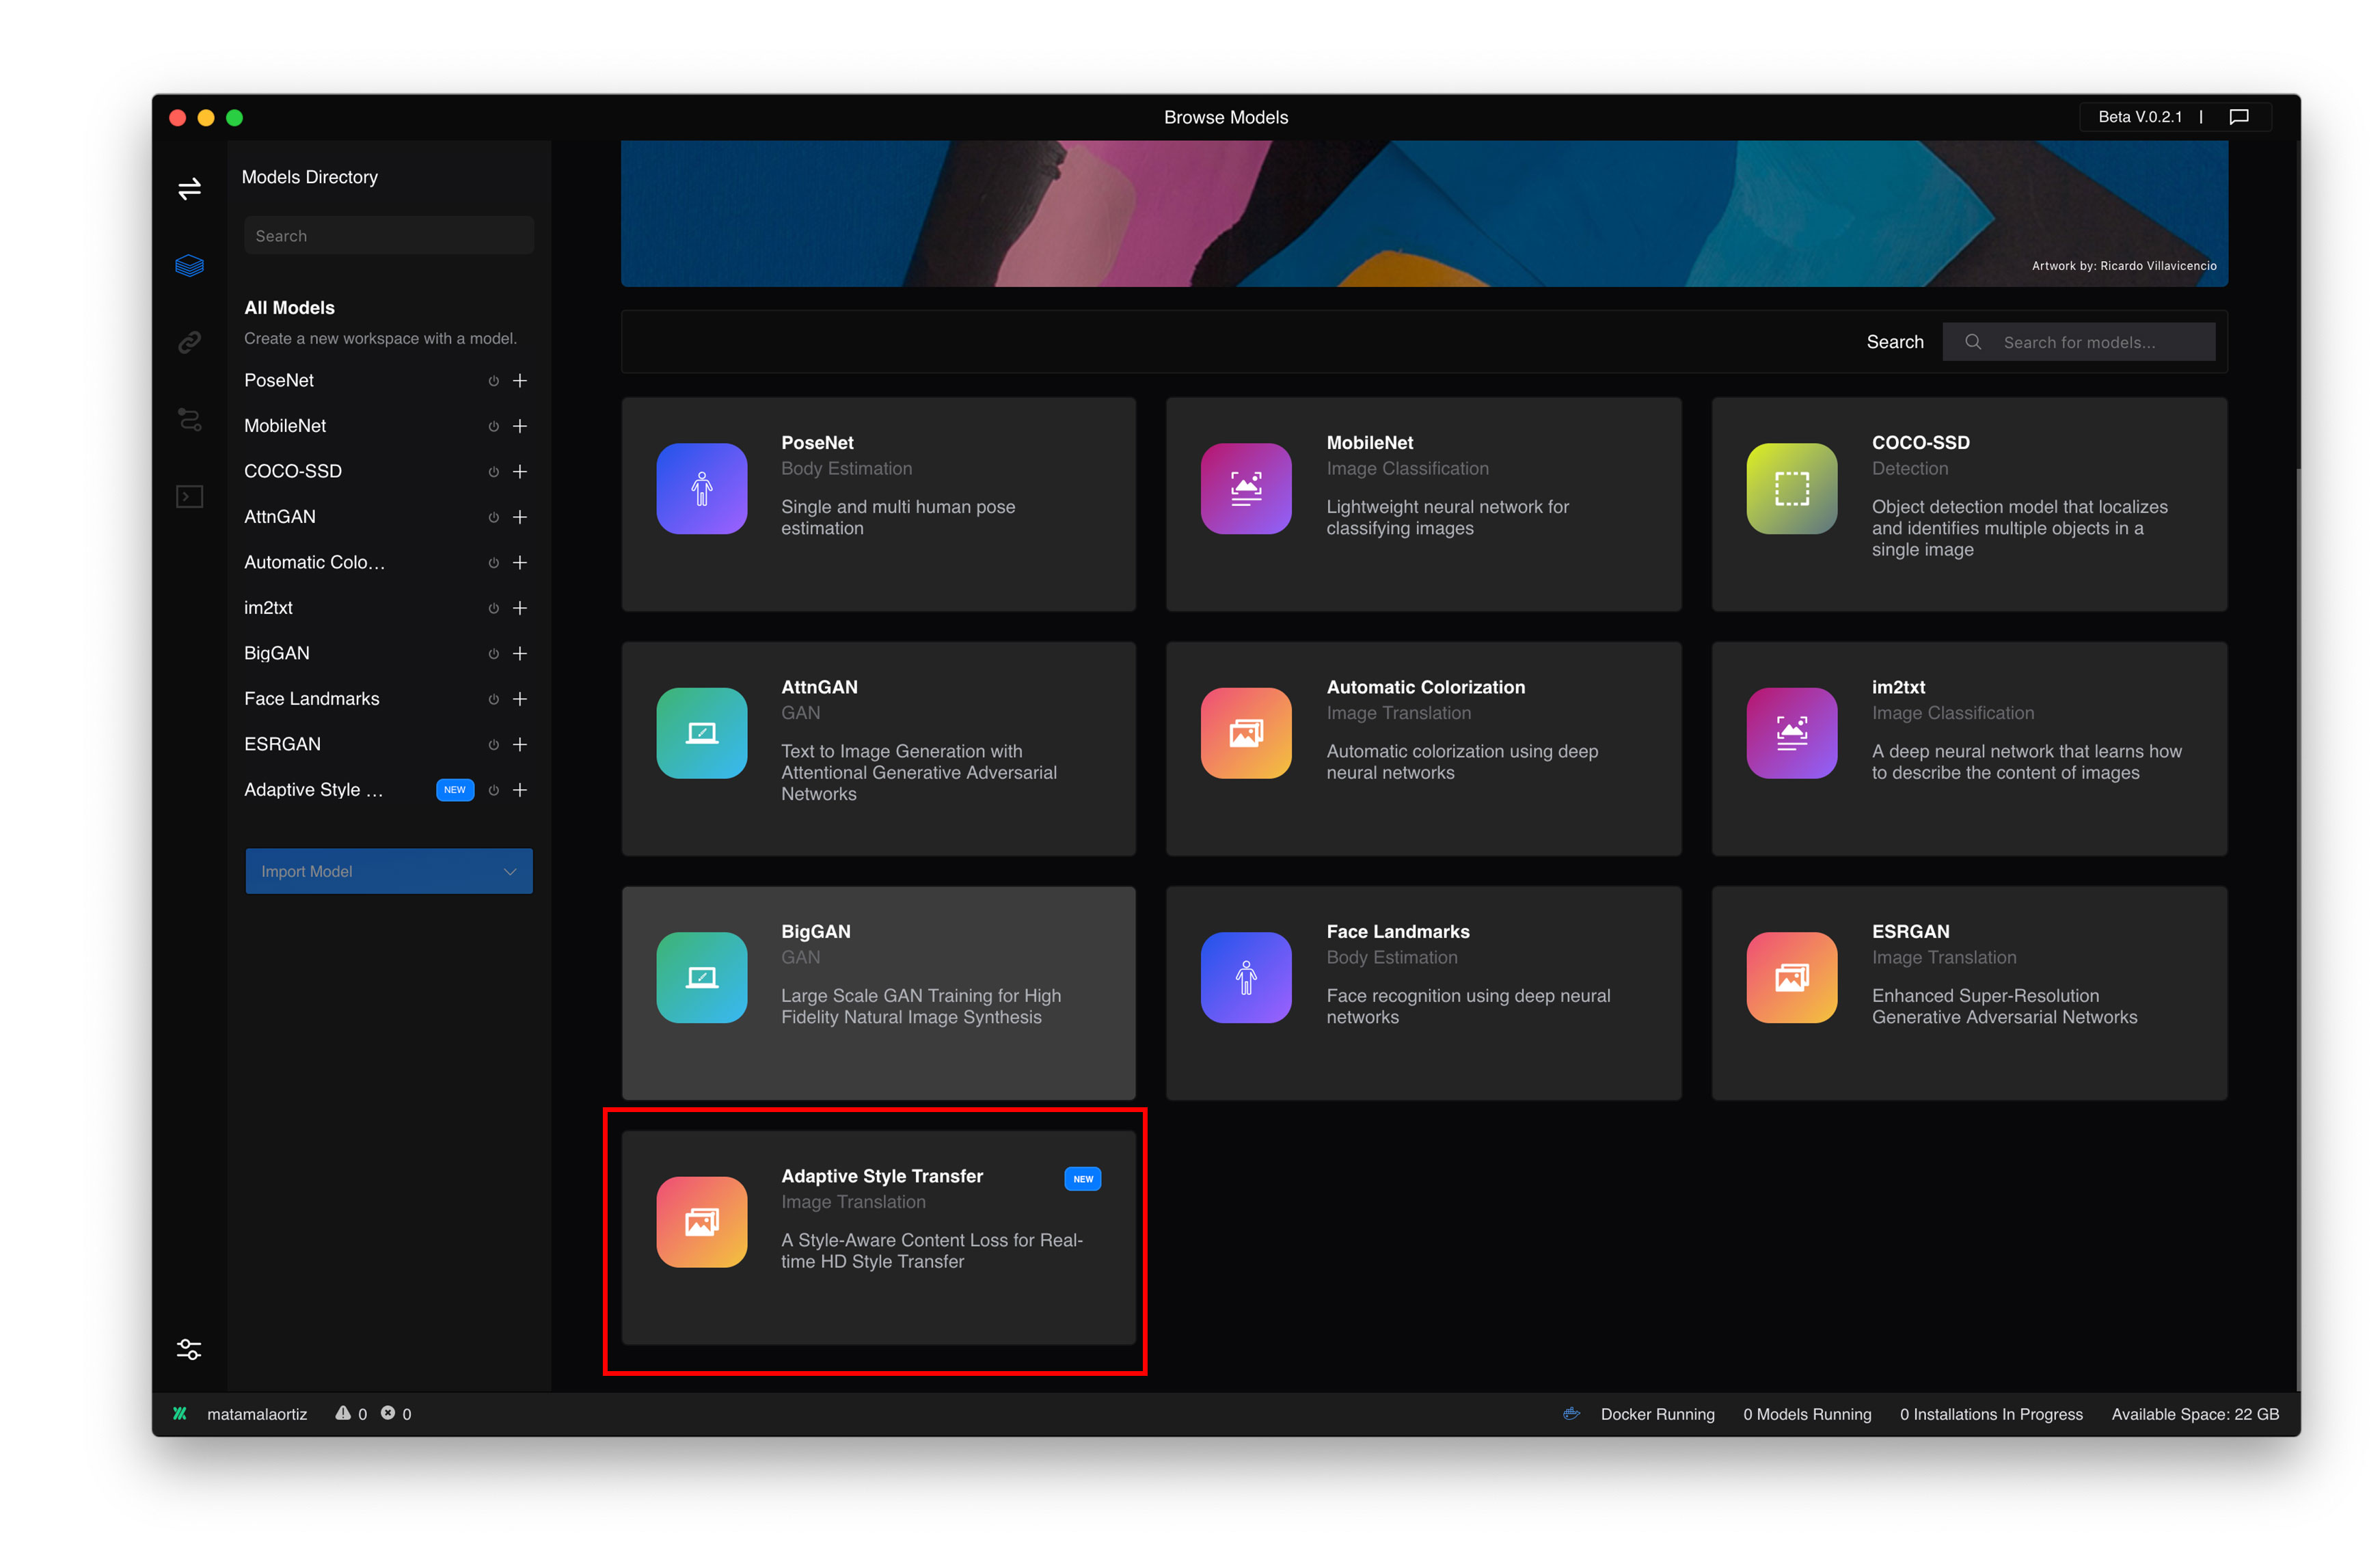 Browse Models
Beta V.0.2.1 |
Models Directory
Search
All Models
Create a new workspace with a model.
PoseNet
MobileNet
COCO-SSD
AttnGAN
Automatic Colo...
im2txt
BigGAN
Face Landmarks
ESRGAN
Adaptive Style ... NEW
Import Model
Artwork by: Ricardo Villavicencio
Search Search for models...
PoseNet
Body Estimation
Single and multi human pose
estimation
MobileNet
Image Classification
Lightweight neural network for
classifying images
COCO-SSD
Detection
Object detection model that localizes
and identifies multiple objects in a
single image
AttnGAN
GAN
Text to Image Generation with
Attentional Generative Adversarial
Networks
Automatic Colorization
Image Translation
Automatic colorization using deep
neural networks
im2txt
Image Classification
A deep neural network that learns how
to describe the content of images
BigGAN
GAN
Large Scale GAN Training for High
Fidelity Natural Image Synthesis
Face Landmarks
Body Estimation
Face recognition using deep neural
networks
ESRGAN
Image Translation
Enhanced Super-Resolution
Generative Adversarial Networks
Adaptive Style Transfer NEW
Image Translation
A Style-Aware Content Loss for Real-
time HD Style Transfer
matamalaortiz 0 0
Docker Running 0 Models Running 0 Installations In Progress Available Space: 22 GB